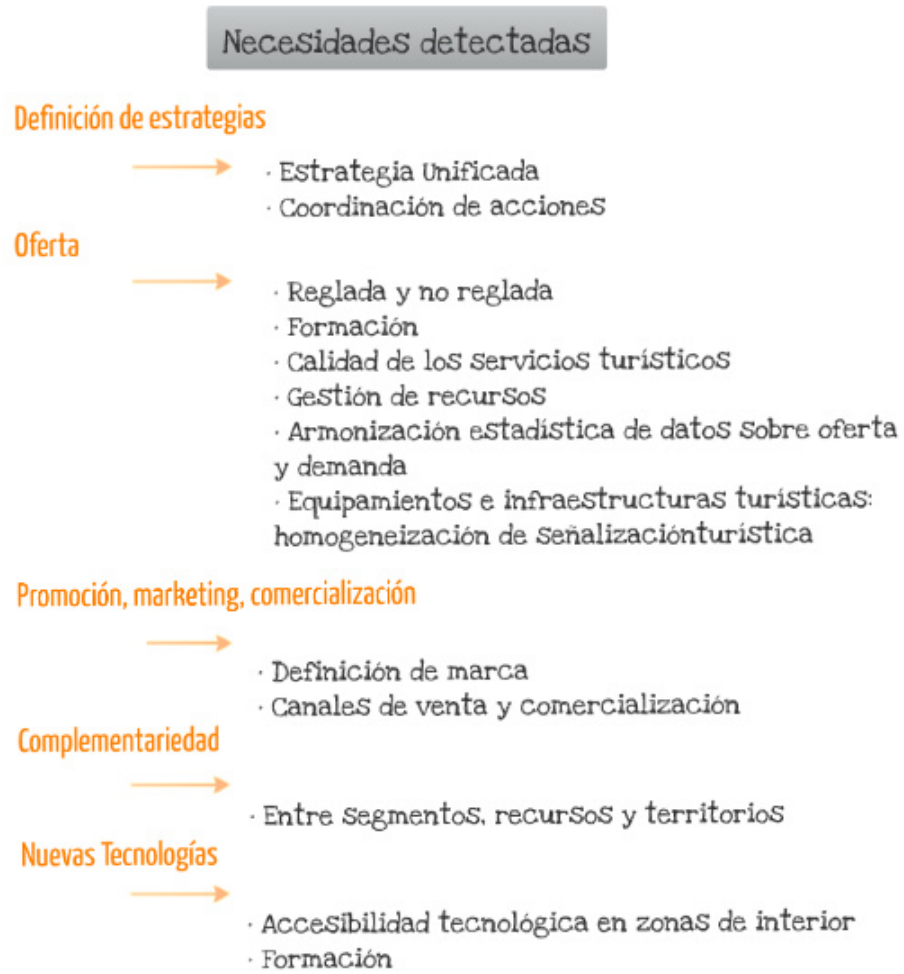 Necesidades detectadas
Definición de estrategias
· Estrategia Unificada
· Coordinación de acciones
Oferta
· Reglada y no reglada
· Formación
· Calidad de los servicios turísticos
· Gestión de recursos
· Armonización estadística de datos sobre oferta
y demanda
· Equipamientos e infraestructuras turísticas:
homogeneización de señalizaciónturística
Promoción, marketing, comercialización
· Definición de marca
· Canales de venta y comercialización
Complementariedad
· Entre segmentos, recursos y territorios
Nuevas Tecnologías
· Accesibilidad tecnológica en zonas de interior
· Formación